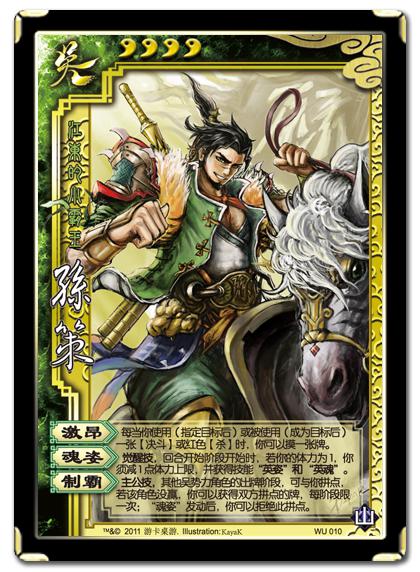 吴
江東的小霸王
孫策
激昂 每当你使用（指定目标后）或被使用（成为目标后）
一张【决斗】或红色【杀】时，你可以摸一张牌。
魂姿 觉醒技，回合开始阶段开始时，若你的体力为1，你
须减1点体力上限，并获得技能“英姿”和“英魂”。
制霸 主公技，其他吴势力角色的出牌阶段，可与你拼点，
若该角色没赢，你可以获得双方拼点的牌，每阶段限
一次；“魂姿”发动后，你可以拒绝此拼点。
™&© 2011 游卡桌游. Illustration:KayaK WU 010